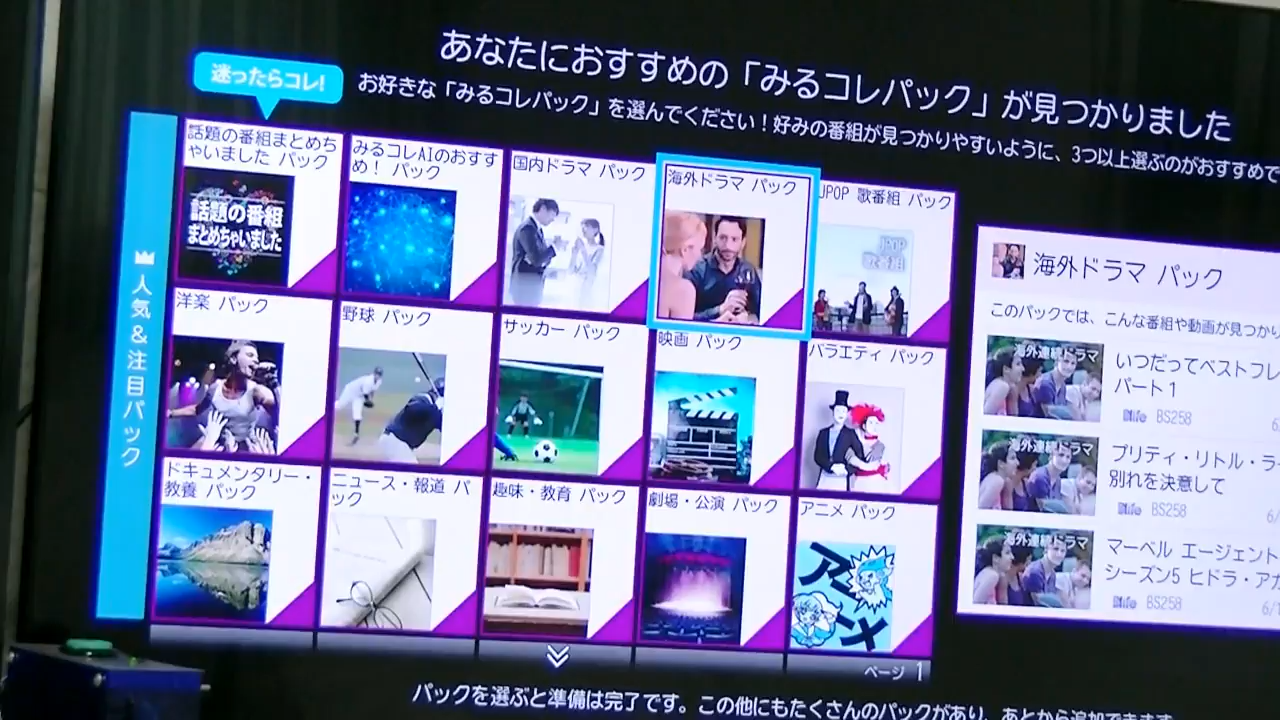 あなたにおすすめの「みるコレパック」が見つかりました
迷ったらコレ!
お好きな「みるコレパック」を選んでください!好みの番組が見つかりやすいように、3つ以上選ぶのがおすすめで
人気&注目パック
話題の番組まとめち
ゃいました パック
話題の番組
まとめちゃいました
みるコレAIのおすす
め! パック
国内ドラマ パック
海外ドラマ パック
JPOP 歌番組 パック
JPOP
歌番組
洋楽 パック
野球 パック
サッカー パック
映画 パック
バラエティ パック
ドキュメンタリー・
教養 パック
ニュース・報道 パ
ック
趣味・教育 パック
劇場・公演 パック
アニメ パック
アニメ
ページ 1
海外ドラマ パック
このパックでは、こんな番組や動画が見つかり
海外連続ドラマ
いつだってベストフレ
パート1
Dlife BS258
海外連続ドラマ
プリティ・リトル・ラ
別れを決意して
Dlife BS258
6/
海外連続ドラマ
マーベル エージェント
シーズン5 ヒドラ・アカ
Dlife BS258
6/1
パックを選ぶと準備は完了です。この他にもたくさんのパックがあり、あとから追加できます